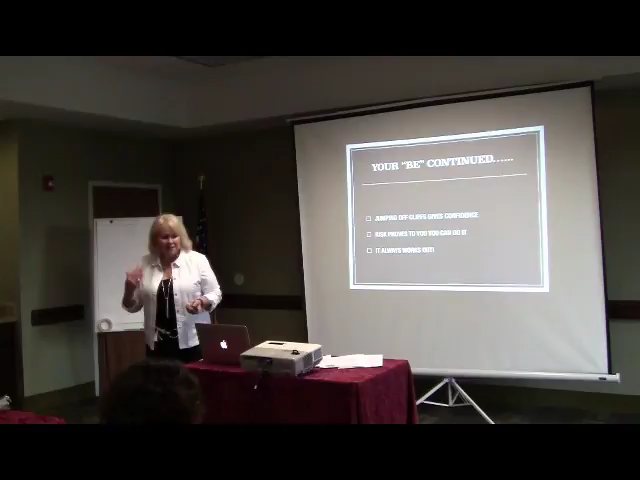 YOUR "BE" CONTINUED......
JUMPING OFF CLIFFS GIVES CONFIDENCE
RISK PROVES TO YOU YOU CAN DO IT
IT ALWAYS WORKS OUT!